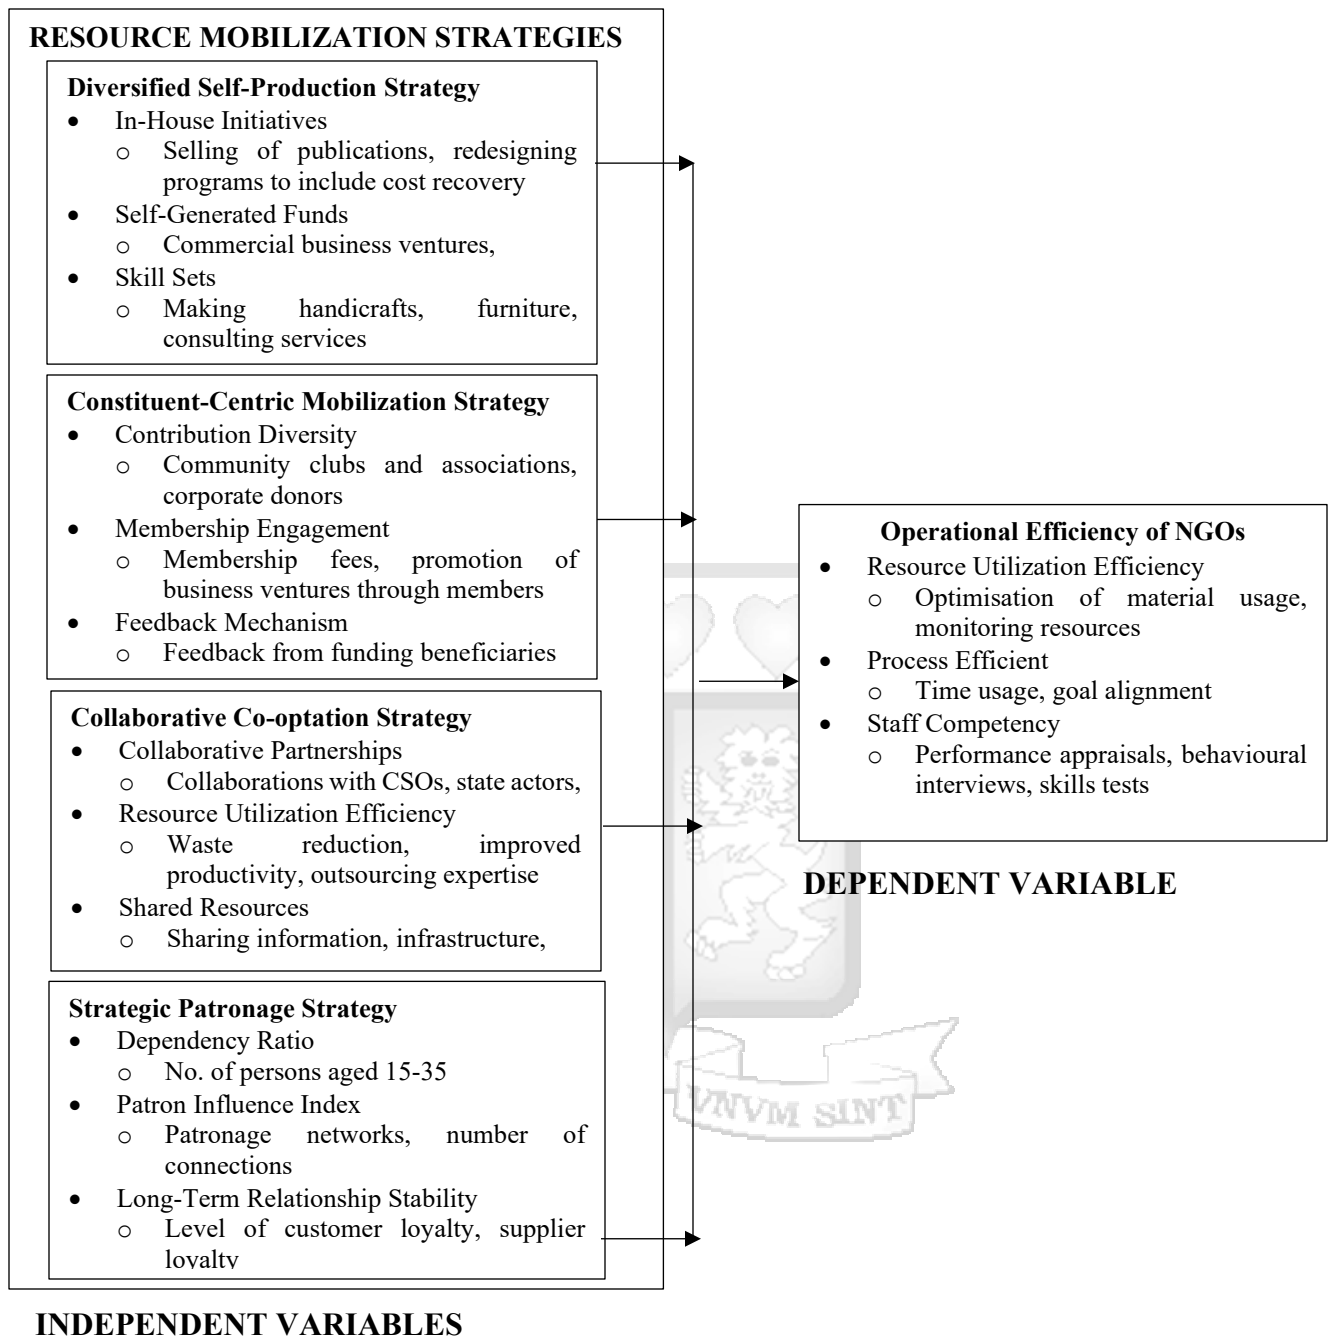 RESOURCE MOBILIZATION STRATEGIES
Diversified Self-Production Strategy
• In-House Initiatives
o Selling of publications, redesigning
programs to include cost recovery
• Self-Generated Funds
o Commercial business ventures,
• Skill Sets
o Making handicrafts, furniture,
consulting services
Constituent-Centric Mobilization Strategy
• Contribution Diversity
o Community clubs and associations,
corporate donors
• Membership Engagement
o Membership fees, promotion of
business ventures through members
• Feedback Mechanism
o Feedback from funding beneficiaries
Collaborative Co-optation Strategy
• Collaborative Partnerships
o Collaborations with CSOs, state actors,
• Resource Utilization Efficiency
o Waste reduction, improved
productivity, outsourcing expertise
• Shared Resources
o Sharing information, infrastructure,
Strategic Patronage Strategy
• Dependency Ratio
o No. of persons aged 15-35
• Patron Influence Index
o Patronage networks, number of
connections
• Long-Term Relationship Stability
o Level of customer loyalty, supplier
loyalty
INDEPENDENT VARIABLES
Operational Efficiency of NGOs
• Resource Utilization Efficiency
o Optimisation of material usage,
monitoring resources
• Process Efficient
o Time usage, goal alignment
• Staff Competency
o Performance appraisals, behavioural
interviews, skills tests
DEPENDENT VARIABLE
VNVM SINT